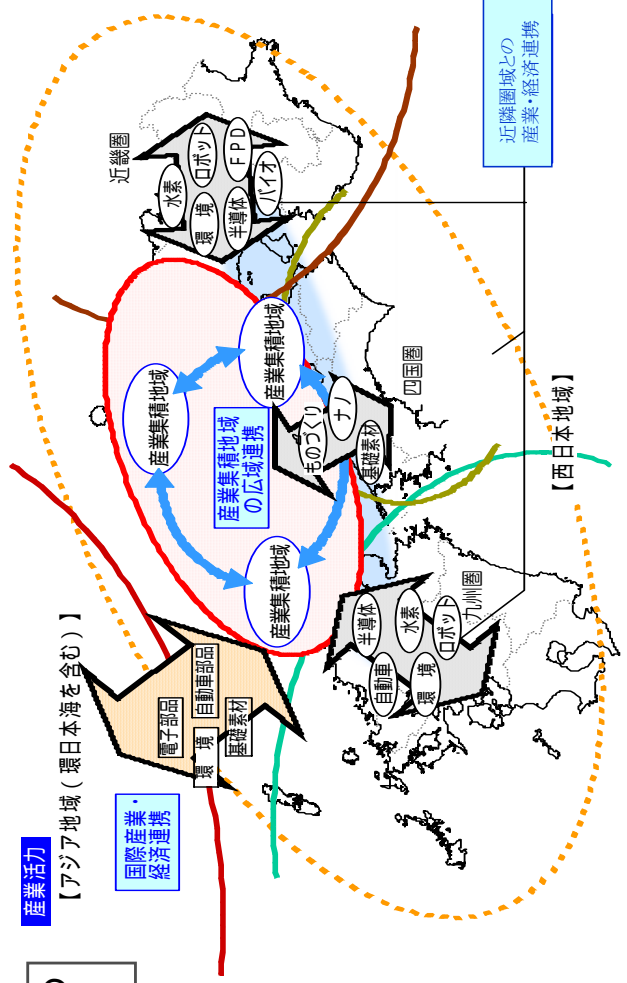 産業活力
【アジア地域(環日本海を含む)】
国際産業・
経済連携
電子部品
自動車部品
環 境
基礎素材
産業集積地域
産業集積地域
産業集積地域
産業集積地域
の広域連携
近畿圏
水素
ロボット
環 境
半導体
FPD
バイオ
ものづくり
ナノ
基礎素材
四国圏
半導体
自動車
水素
環 境
ロボット
九州圏
【西日本地域】
近隣圏域との
産業・経済連携